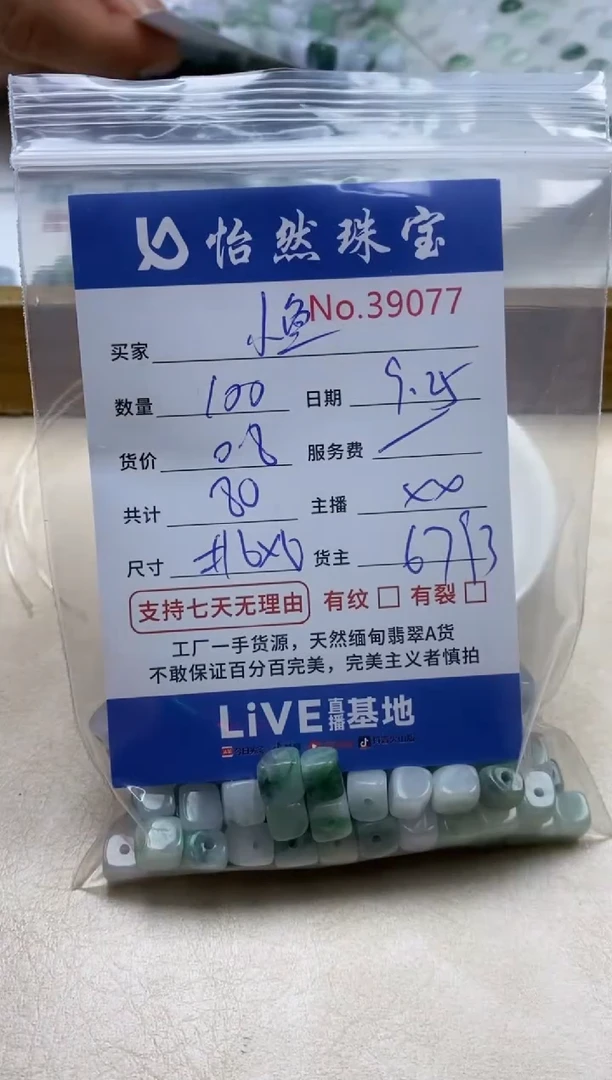 怡然珠宝
No.39077
买家 小鱼
数量 100 日期 9.25
货价 0.8 服务费
共计 80 主播 xx
尺寸 #6x6 货主 6793
支持七天无理由 有纹 有裂
工厂一手货源，天然缅甸翡翠A货
不敢保证百分百完美，完美主义者慎拍
LiVE直播基地